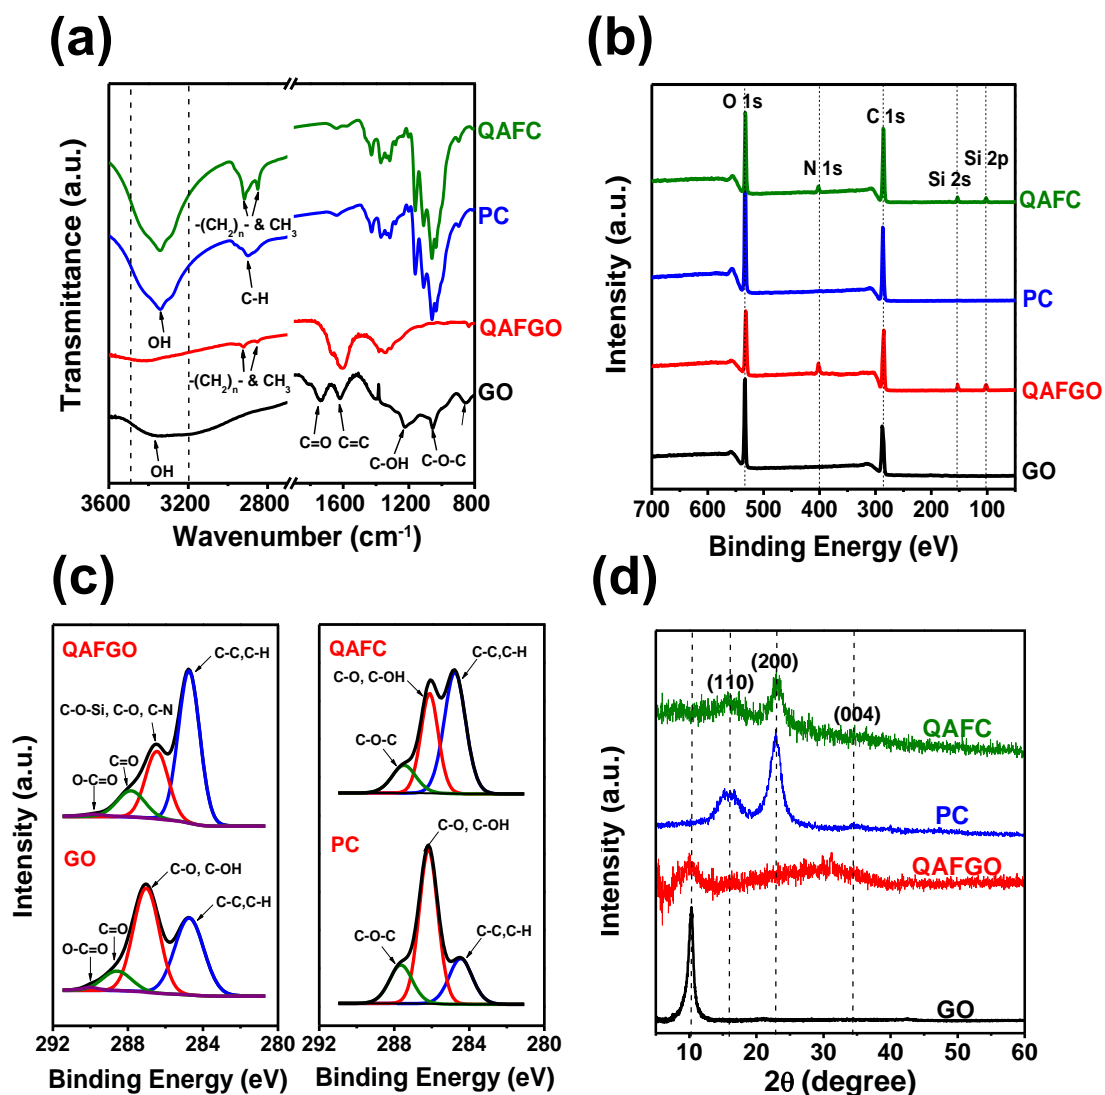 (a)
QAFC
-(CH2)n- & CH3
PC
C-H
OH
QAFGO
-(CH2)n- & CH3
GO
C=O
C=C
C-OH
C-O-C
OH
3600
3200
2800
1600
1200
800
Transmittance (a.u.)
Wavenumber (cm-1)
(b)
O 1s
C 1s
N 1s
Si 2p
Si 2s
QAFC
PC
QAFGO
GO
700
600
500
400
300
200
100
Intensity (a.u.)
Binding Energy (eV)
(c)
QAFGO
C-C,C-H
C-O-Si, C-O, C-N
C=O
O-C=O
GO
C-O, C-OH
C-C,C-H
C=O
O-C=O
292
288
284
280
Binding Energy (eV)
Intensity (a.u.)
QAFC
C-C,C-H
C-O, C-OH
C-O-C
PC
C-O, C-OH
C-C,C-H
C-O-C
292
288
284
280
Binding Energy (eV)
(d)
(200)
(110)
(004)
QAFC
PC
QAFGO
GO
10
20
30
40
50
60
Intensity (a.u.)
2θ (degree)